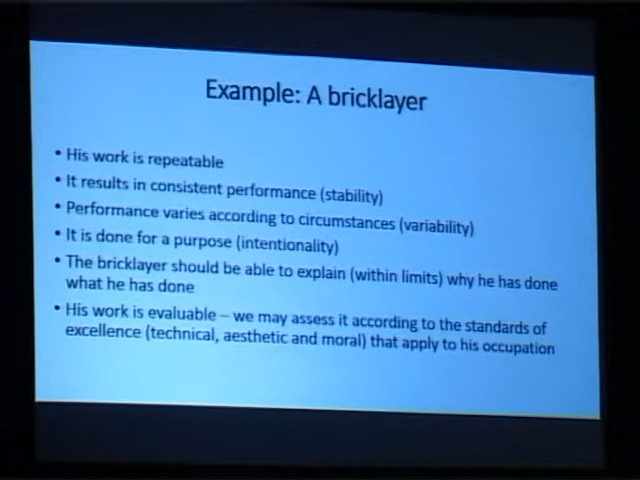 Example: A bricklayer
• His work is repeatable
• It results in consistent performance (stability)
• Performance varies according to circumstances (variability)
• It is done for a purpose (intentionality)
• The bricklayer should be able to explain (within limits) why he has done
what he has done
• His work is evaluable – we may assess it according to the standards of
excellence (technical, aesthetic and moral) that apply to his occupation